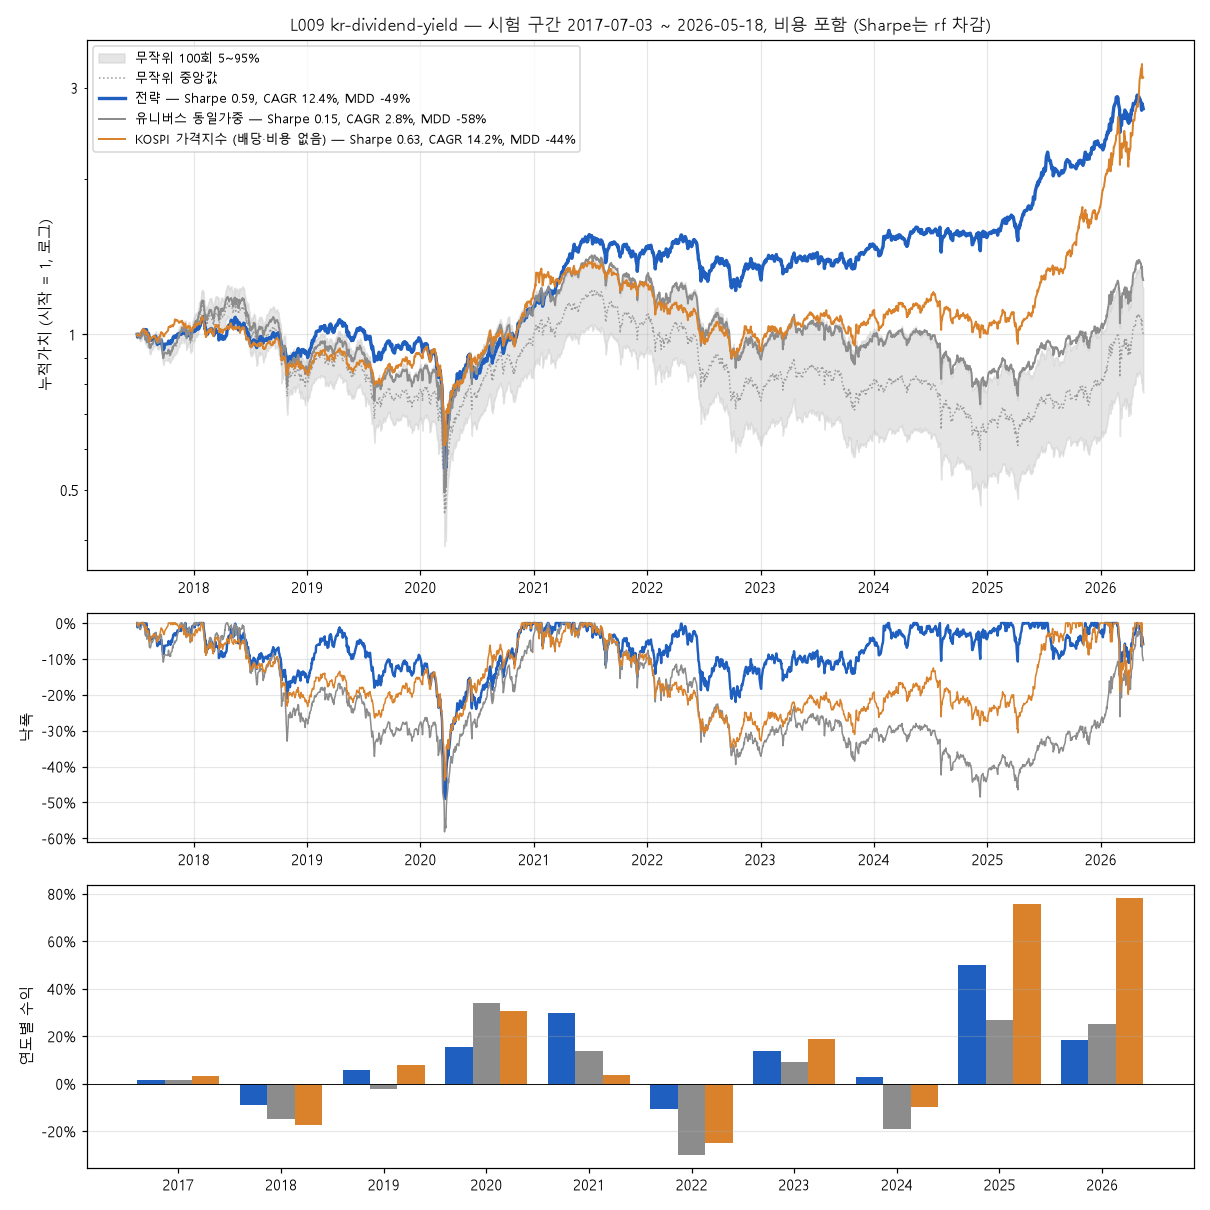 L009 kr-dividend-yield — 시험 구간 2017-07-03 ~ 2026-05-18, 비용 포함 (Sharpe는 rf 차감)
무작위 100회 5~95%
무작위 중앙값
전략 — Sharpe 0.59, CAGR 12.4%, MDD -49%
유니버스 동일가중 — Sharpe 0.15, CAGR 2.8%, MDD -58%
KOSPI 가격지수 (배당·비용 없음) — Sharpe 0.63, CAGR 14.2%, MDD -44%
누적가치 (시작 = 1, 로그)
3
1
0.5
2018 2019 2020 2021 2022 2023 2024 2025 2026
낙폭
0%
-10%
-20%
-30%
-40%
-50%
-60%
2018 2019 2020 2021 2022 2023 2024 2025 2026
연도별 수익
80%
60%
40%
20%
0%
-20%
2017 2018 2019 2020 2021 2022 2023 2024 2025 2026